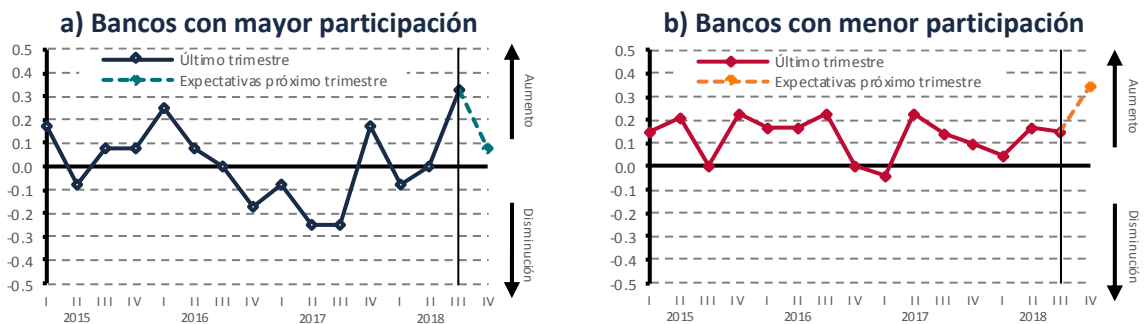 a) Bancos con mayor participación
0.5
0.4
0.3
0.2
0.1
0.0
-0.1
-0.2
-0.3
-0.4
-0.5
Último trimestre
Expectativas próximo trimestre
Aumento
Disminución
I II III IV I II III IV I II III IV I II III IV
2015 2016 2017 2018
b) Bancos con menor participación
0.5
0.4
0.3
0.2
0.1
0.0
-0.1
-0.2
-0.3
-0.4
-0.5
Último trimestre
Expectativas próximo trimestre
Aumento
Disminución
I II III IV I II III IV I II III IV I II III IV
2015 2016 2017 2018